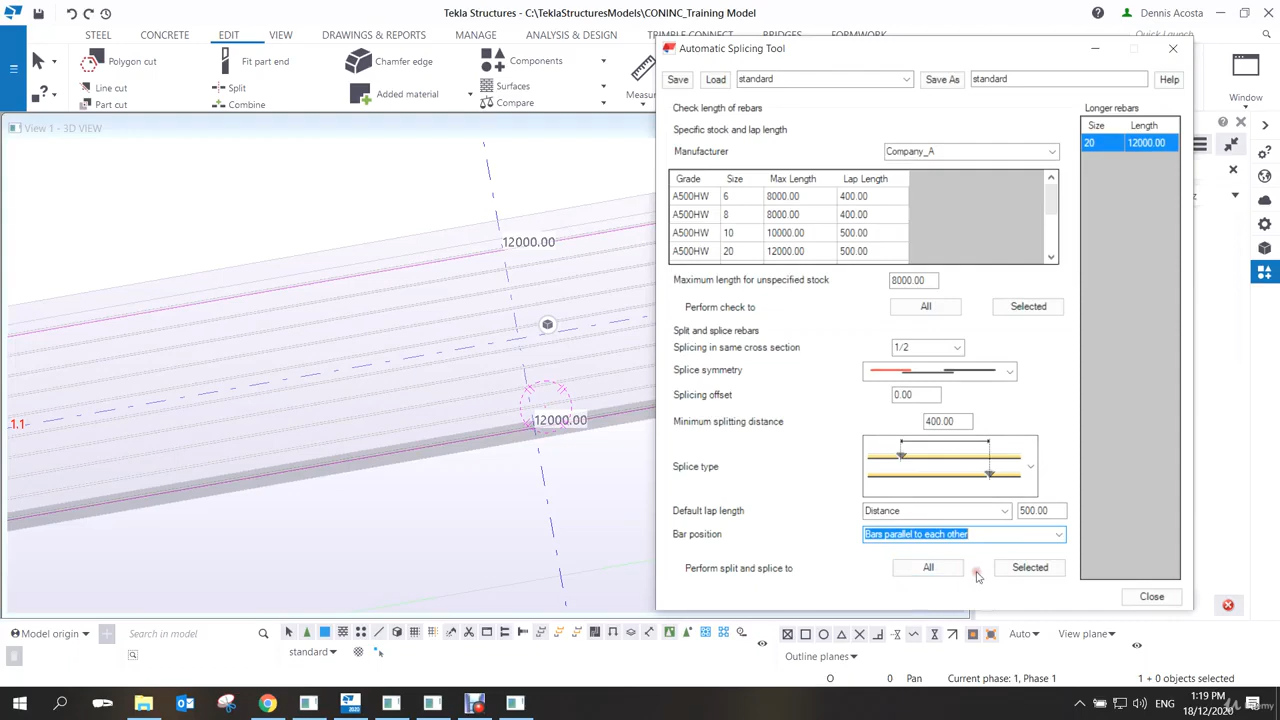 Tekla Structures - C:\TeklaStructuresModels\CONINC_Training Model
Dennis Acosta
STEEL CONCRETE EDIT VIEW DRAWINGS & REPORTS MANAGE ANALYSIS & DESIGN TRIMBLE CONNECT BRIDGES FORMWORK Quick Launch
Automatic Splicing Tool
Polygon cut Fit part end Chamfer edge Components
Line cut Split Added material Surfaces
Part cut Combine Compare
Window
View 1 - 3D VIEW
Save Load standard Save As standard Help
Check length of rebars Longer rebars
Specific stock and lap length Size Length
20 12000.00
Manufacturer Company_A
Grade Size Max Length Lap Length
A500HW 6 8000.00 400.00
A500HW 8 8000.00 400.00
A500HW 10 10000.00 500.00
A500HW 20 12000.00 500.00
Maximum length for unspecified stock 8000.00
Perform check to All Selected
Split and splice rebars
Splicing in same cross section 1/2
Splice symmetry
Splicing offset 0.00
Minimum splitting distance 400.00
Splice type
Default lap length Distance 500.00
Bar position Bars parallel to each other
Perform split and splice to All Selected
Close
12000.00
12000.00
1.1
Model origin Search in model Auto View plane
standard Outline planes
O 0 Pan Current phase: 1, Phase 1 1 + 0 objects selected
ENG 1:19 PM
18/12/2020